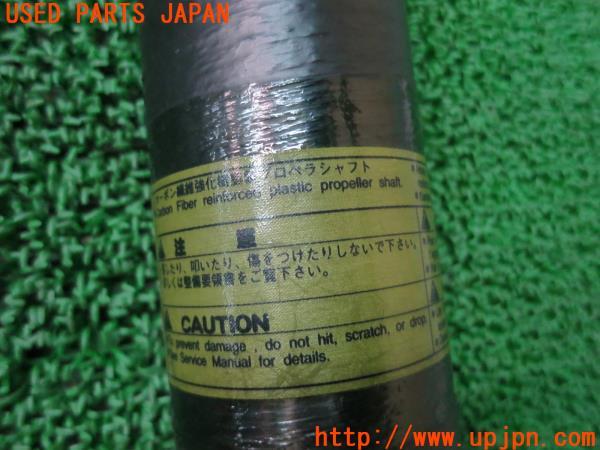 USED PARTS JAPAN
カーボン繊維強化樹脂製プロペラシャフト
Carbon Fiber reinforced plastic propeller shaft.
注 意
したり、叩いたり、傷をつけたりしないで下さい。
しくは整備要領書をご覧下さい。
CAUTION
prevent damage , do not hit, scratch, or drop.
Service Manual for details.
http://www.upjpn.com